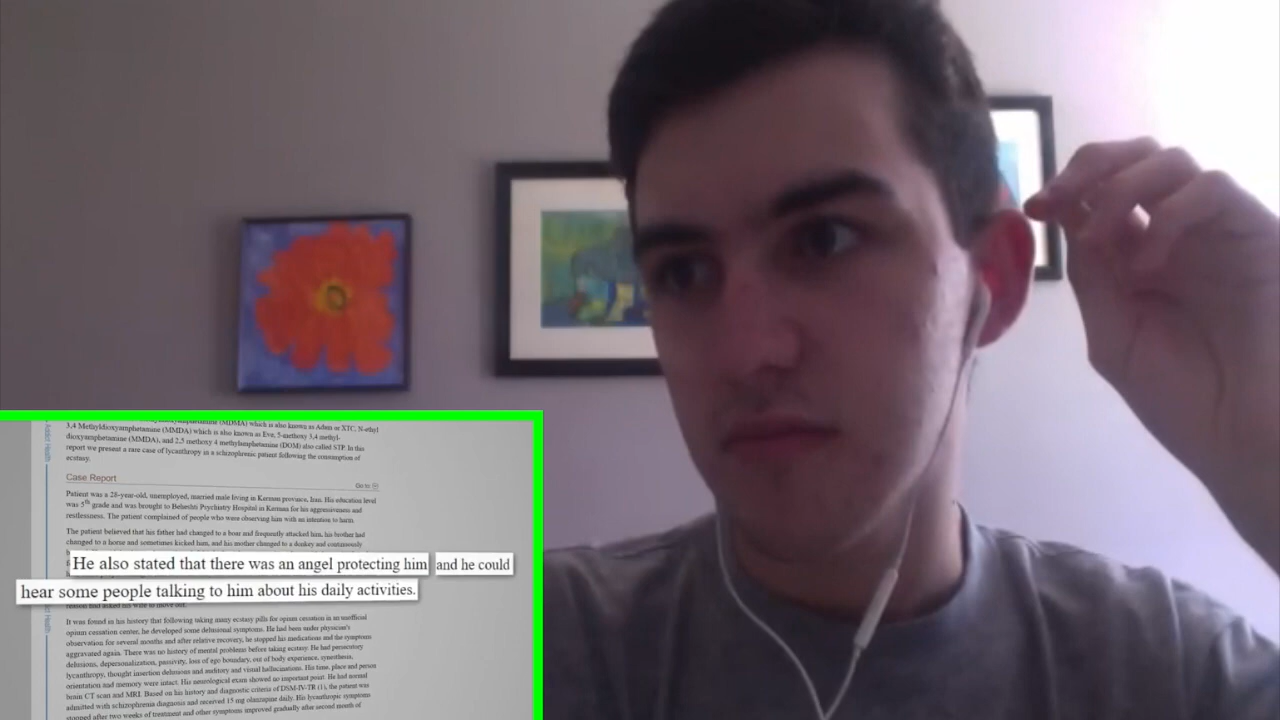 3,4 Methyldioxyamphetamine (MMDA) which is also known as Eve, 5-methoxy 3,4 methyl-
dioxyamphetamine (MMDA), and 2,5 methoxy 4 methylamphetamine (DOM) also called STP. In this
report we present a rare case of lycanthropy in a schizophrenic patient following the consumption of
ecstasy.
Case Report
Go to:
Patient was a 28-year-old, unemployed, married male living in Kerman province, Iran. His education level
was 5th grade and was brought to Beheshti Psychiatry Hospital in Kerman for his aggressiveness and
restlessness. The patient complained of people who were observing him with an intention to harm.
The patient believed that his father had changed to a boar and frequently attacked him, his brother had
changed to a horse and sometimes kicked him, and his mother changed to a donkey and continuously
He also stated that there was an angel protecting him and he could
hear some people talking to him about his daily activities.
reason had asked his wife to move out.
It was found in his history that following taking many ecstasy pills for opium cessation in an unofficial
opium cessation center, he developed some delusional symptoms. He had been under physician's
observation for several months and after relative recovery, he stopped his medications and the symptoms
aggravated again. There was no history of mental problems before taking ecstasy. He had persecutory
delusions, depersonalization, passivity, loss of ego boundary, out of body experience, synesthesia,
lycanthropy, thought insertion delusions and auditory and visual hallucinations. His time, place and person
orientation and memory were intact. His neurological exam showed no important point. He had normal
brain CT scan and MRI. Based on his history and diagnostic criteria of DSM-IV-TR (1), the patient was
admitted with schizophrenia diagnosis and received 15 mg olanzapine daily. His lycanthropic symptoms
stopped after two weeks of treatment and other symptoms improved gradually after second month of